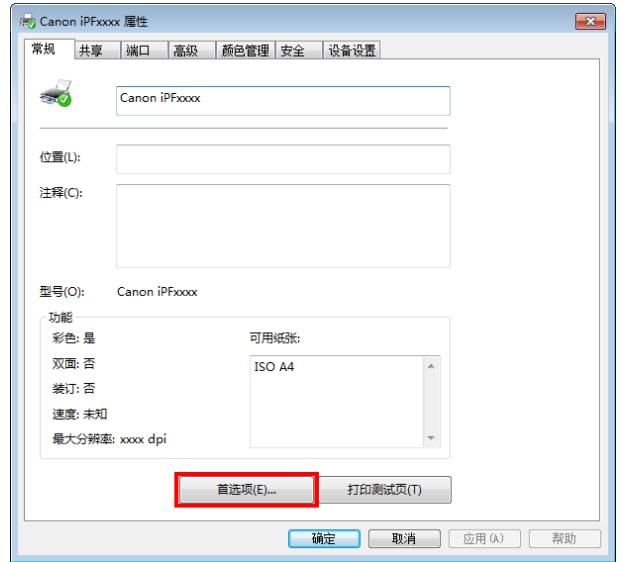 Canon iPFxxxx 属性
常规 共享 端口 高级 颜色管理 安全 设备设置
Canon iPFxxxx
位置(L):
注释(C):
型号(O): Canon iPFxxxx
功能
彩色: 是 可用纸张:
双面: 否 ISO A4
装订: 否
速度: 未知
最大分辨率: xxxx dpi
首选项(E)... 打印测试页(T)
确定 取消 应用(A) 帮助